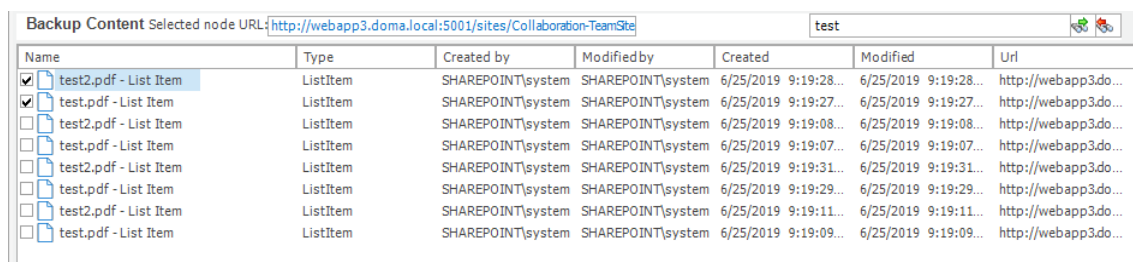 Backup Content Selected node URL: http://webapp3.doma.local:5001/sites/Collaboration-TeamSite test
Name Type Created by Modifiedby Created Modified Url
test2.pdf - List Item ListItem SHAREPOINT\system SHAREPOINT\system 6/25/2019 9:19:28... 6/25/2019 9:19:28... http://webapp3.do...
test.pdf - List Item ListItem SHAREPOINT\system SHAREPOINT\system 6/25/2019 9:19:27... 6/25/2019 9:19:27... http://webapp3.do...
test2.pdf - List Item ListItem SHAREPOINT\system SHAREPOINT\system 6/25/2019 9:19:08... 6/25/2019 9:19:08... http://webapp3.do...
test.pdf - List Item ListItem SHAREPOINT\system SHAREPOINT\system 6/25/2019 9:19:07... 6/25/2019 9:19:07... http://webapp3.do...
test2.pdf - List Item ListItem SHAREPOINT\system SHAREPOINT\system 6/25/2019 9:19:31... 6/25/2019 9:19:31... http://webapp3.do...
test.pdf - List Item ListItem SHAREPOINT\system SHAREPOINT\system 6/25/2019 9:19:29... 6/25/2019 9:19:29... http://webapp3.do...
test2.pdf - List Item ListItem SHAREPOINT\system SHAREPOINT\system 6/25/2019 9:19:11... 6/25/2019 9:19:11... http://webapp3.do...
test.pdf - List Item ListItem SHAREPOINT\system SHAREPOINT\system 6/25/2019 9:19:09... 6/25/2019 9:19:09... http://webapp3.do...